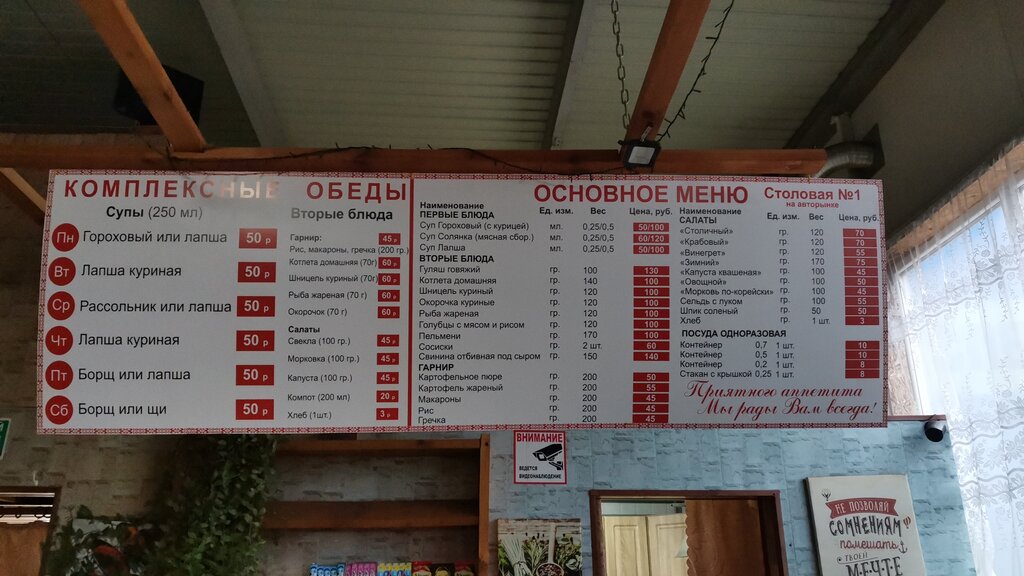 КОМПЛЕКСНЫЕ ОБЕДЫ
Супы (250 мл)
Пн Гороховый или лапша 50 р
Вт Лапша куриная 50 р
Ср Рассольник или лапша 50 р
Чт Лапша куриная 50 р
Пт Борщ или лапша 50 р
Сб Борщ или щи 50 р
Вторые блюда
Гарнир: 45 р
Рис, макароны, гречка (200 гр.)
Котлета домашняя (70г) 60 р
Шницель куриный (70г) 60 р
Рыба жареная (70 г) 60 р
Окорочок (70 г) 60 р
Салаты
Свекла (100 гр.) 45 р
Морковка (100 гр.) 45 р
Капуста (100 гр.) 45 р
Компот (200 мл) 20 р
Хлеб (1шт.) 3 р
ОСНОВНОЕ МЕНЮ
Столовая №1
на авторынке
Наименование Ед. изм. Вес Цена, руб.
ПЕРВЫЕ БЛЮДА
Суп Гороховый (с курицей) мл. 0,25/0,5 50/100
Суп Солянка (мясная сбор.) мл. 0,25/0,5 60/120
Суп Лапша мл. 0,25/0,5 50/100
ВТОРЫЕ БЛЮДА
Гуляш говяжий гр. 100 130
Котлета домашняя гр. 140 100
Шницель куриный гр. 120 100
Окорочка куриные гр. 120 100
Рыба жареная гр. 120 100
Голубцы с мясом и рисом гр. 120 100
Пельмени гр. 170 100
Сосиски гр. 2 шт. 60
Свинина отбивная под сыром гр. 150 140
ГАРНИР
Картофельное пюре гр. 200 50
Картофель жареный гр. 200 55
Макароны гр. 200 45
Рис гр. 200 45
Гречка гр. 200 45
Наименование Ед. изм. Вес Цена, руб.
САЛАТЫ
«Столичный» гр. 120 70
«Крабовый» гр. 120 70
«Винегрет» гр. 120 55
«Зимний» гр. 170 75
«Капуста квашеная» гр. 100 45
«Овощной» гр. 100 50
«Морковь по-корейски» гр. 100 45
Сельдь с луком гр. 100 55
Шпик соленый гр. 50 50
Хлеб гр. 1 шт. 3
ПОСУДА ОДНОРАЗОВАЯ
Контейнер 0,7 1 шт. 10
Контейнер 0,5 1 шт. 10
Контейнер 0,2 1 шт. 8
Стакан с крышкой 0,25 1 шт. 8
Приятного аппетита
Мы рады Вам всегда!
ВНИМАНИЕ
ВЕДЕТСЯ
ВИДЕОНАБЛЮДЕНИЕ
НЕ ПОЗВОЛЯЙ
СОМНЕНИЯМ
помешать
ТВОЕЙ
МЕЧТЕ